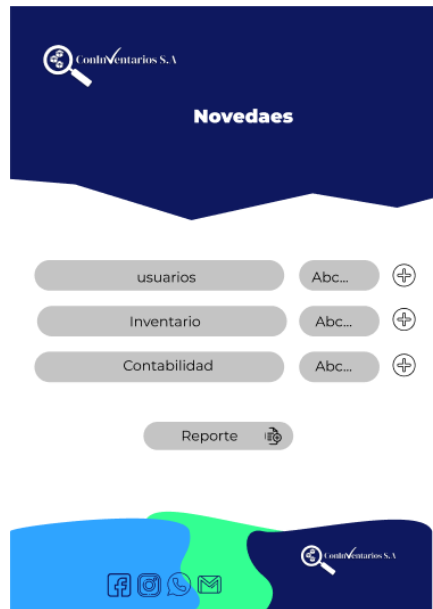 ConInventarios S.A
Novedaes
usuarios Abc...
Inventario Abc...
Contabilidad Abc...
Reporte
ConInventarios S.A